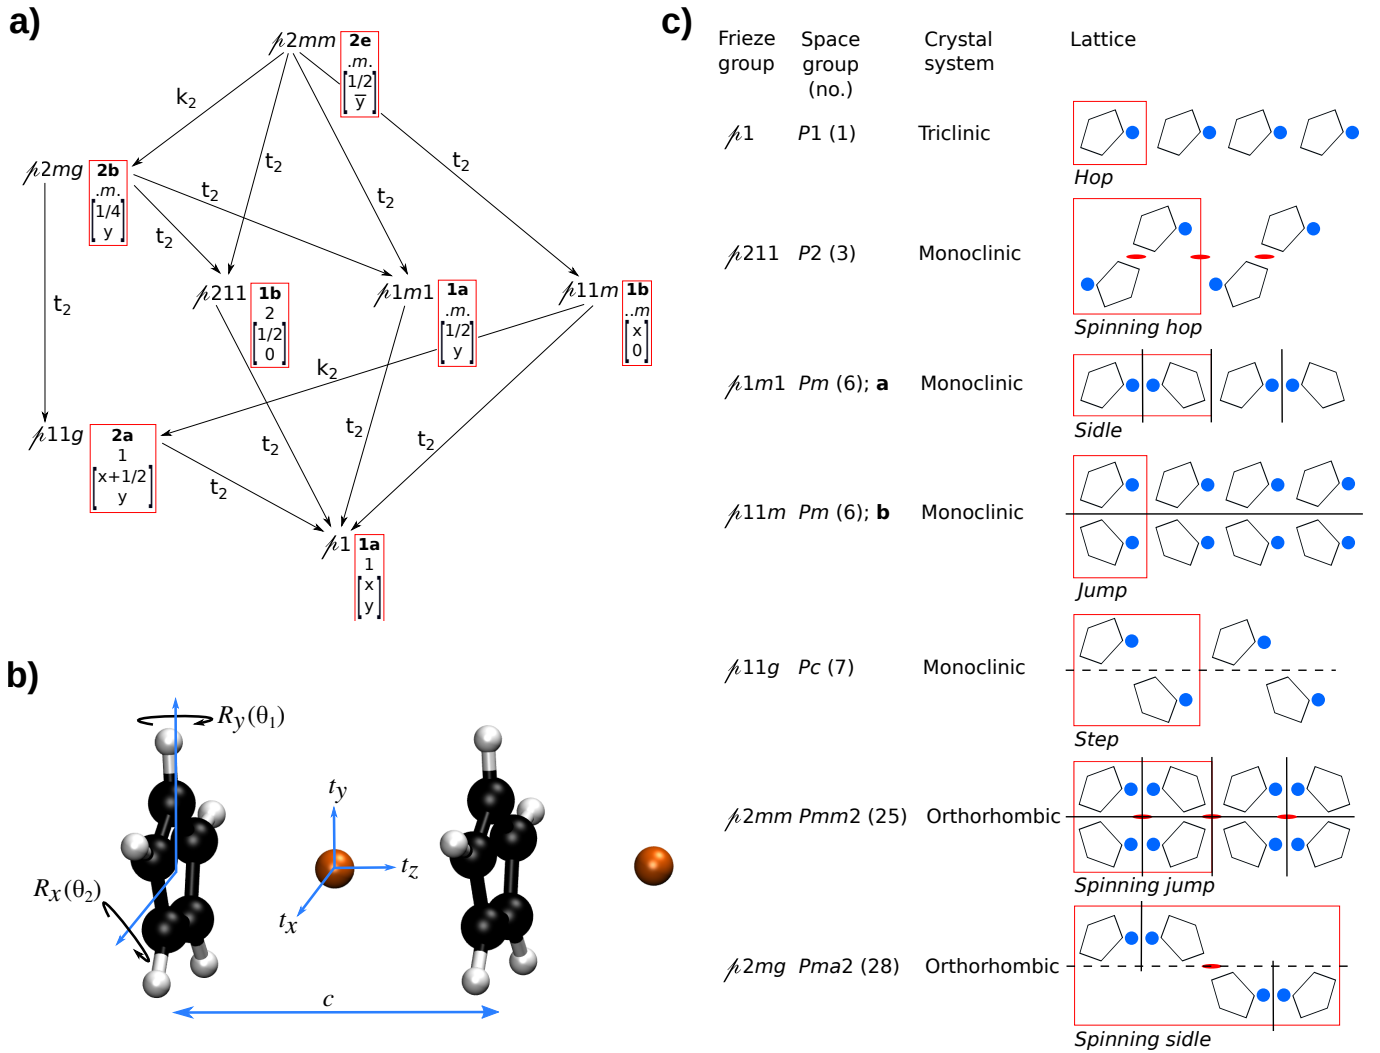 a)
𝓅2mm
2e
.m.
1/2
y̅
k2
t2
t2
t2
𝓅2mg
2b
.m.
1/4
y
t2
t2
t2
𝓅211
1b
2
1/2
0
𝓅1m1
1a
.m.
1/2
y
𝓅11m
1b
..m
x
0
k2
𝓅11g
2a
1
x+1/2
y
t2
t2
t2
t2
𝓅1
1a
1
x
y
b)
Ry(θ1)
Rx(θ2)
ty
tz
tx
c
c)
Frieze group
Space group (no.)
Crystal system
Lattice
𝓅1 P1 (1) Triclinic
Hop
𝓅211 P2 (3) Monoclinic
Spinning hop
𝓅1m1 Pm (6); a Monoclinic
Sidle
𝓅11m Pm (6); b Monoclinic
Jump
𝓅11g Pc (7) Monoclinic
Step
𝓅2mm Pmm2 (25) Orthorhombic
Spinning jump
𝓅2mg Pma2 (28) Orthorhombic
Spinning sidle